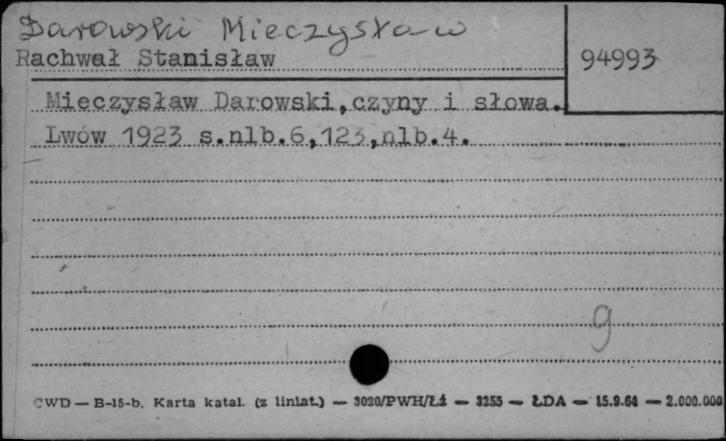 Darowski Mieczysław
Rachwał Stanisław
94993
Mieczysław Darowski,czyny i słowa.
Lwów 1923 s.nlb.6,123,nlb.4.
9
CWD — B-15-b. Karta katal. (z liniat.) — 3020/PWH/Łź — 3255 — ŁDA — 15.9.64 — 2.000.000